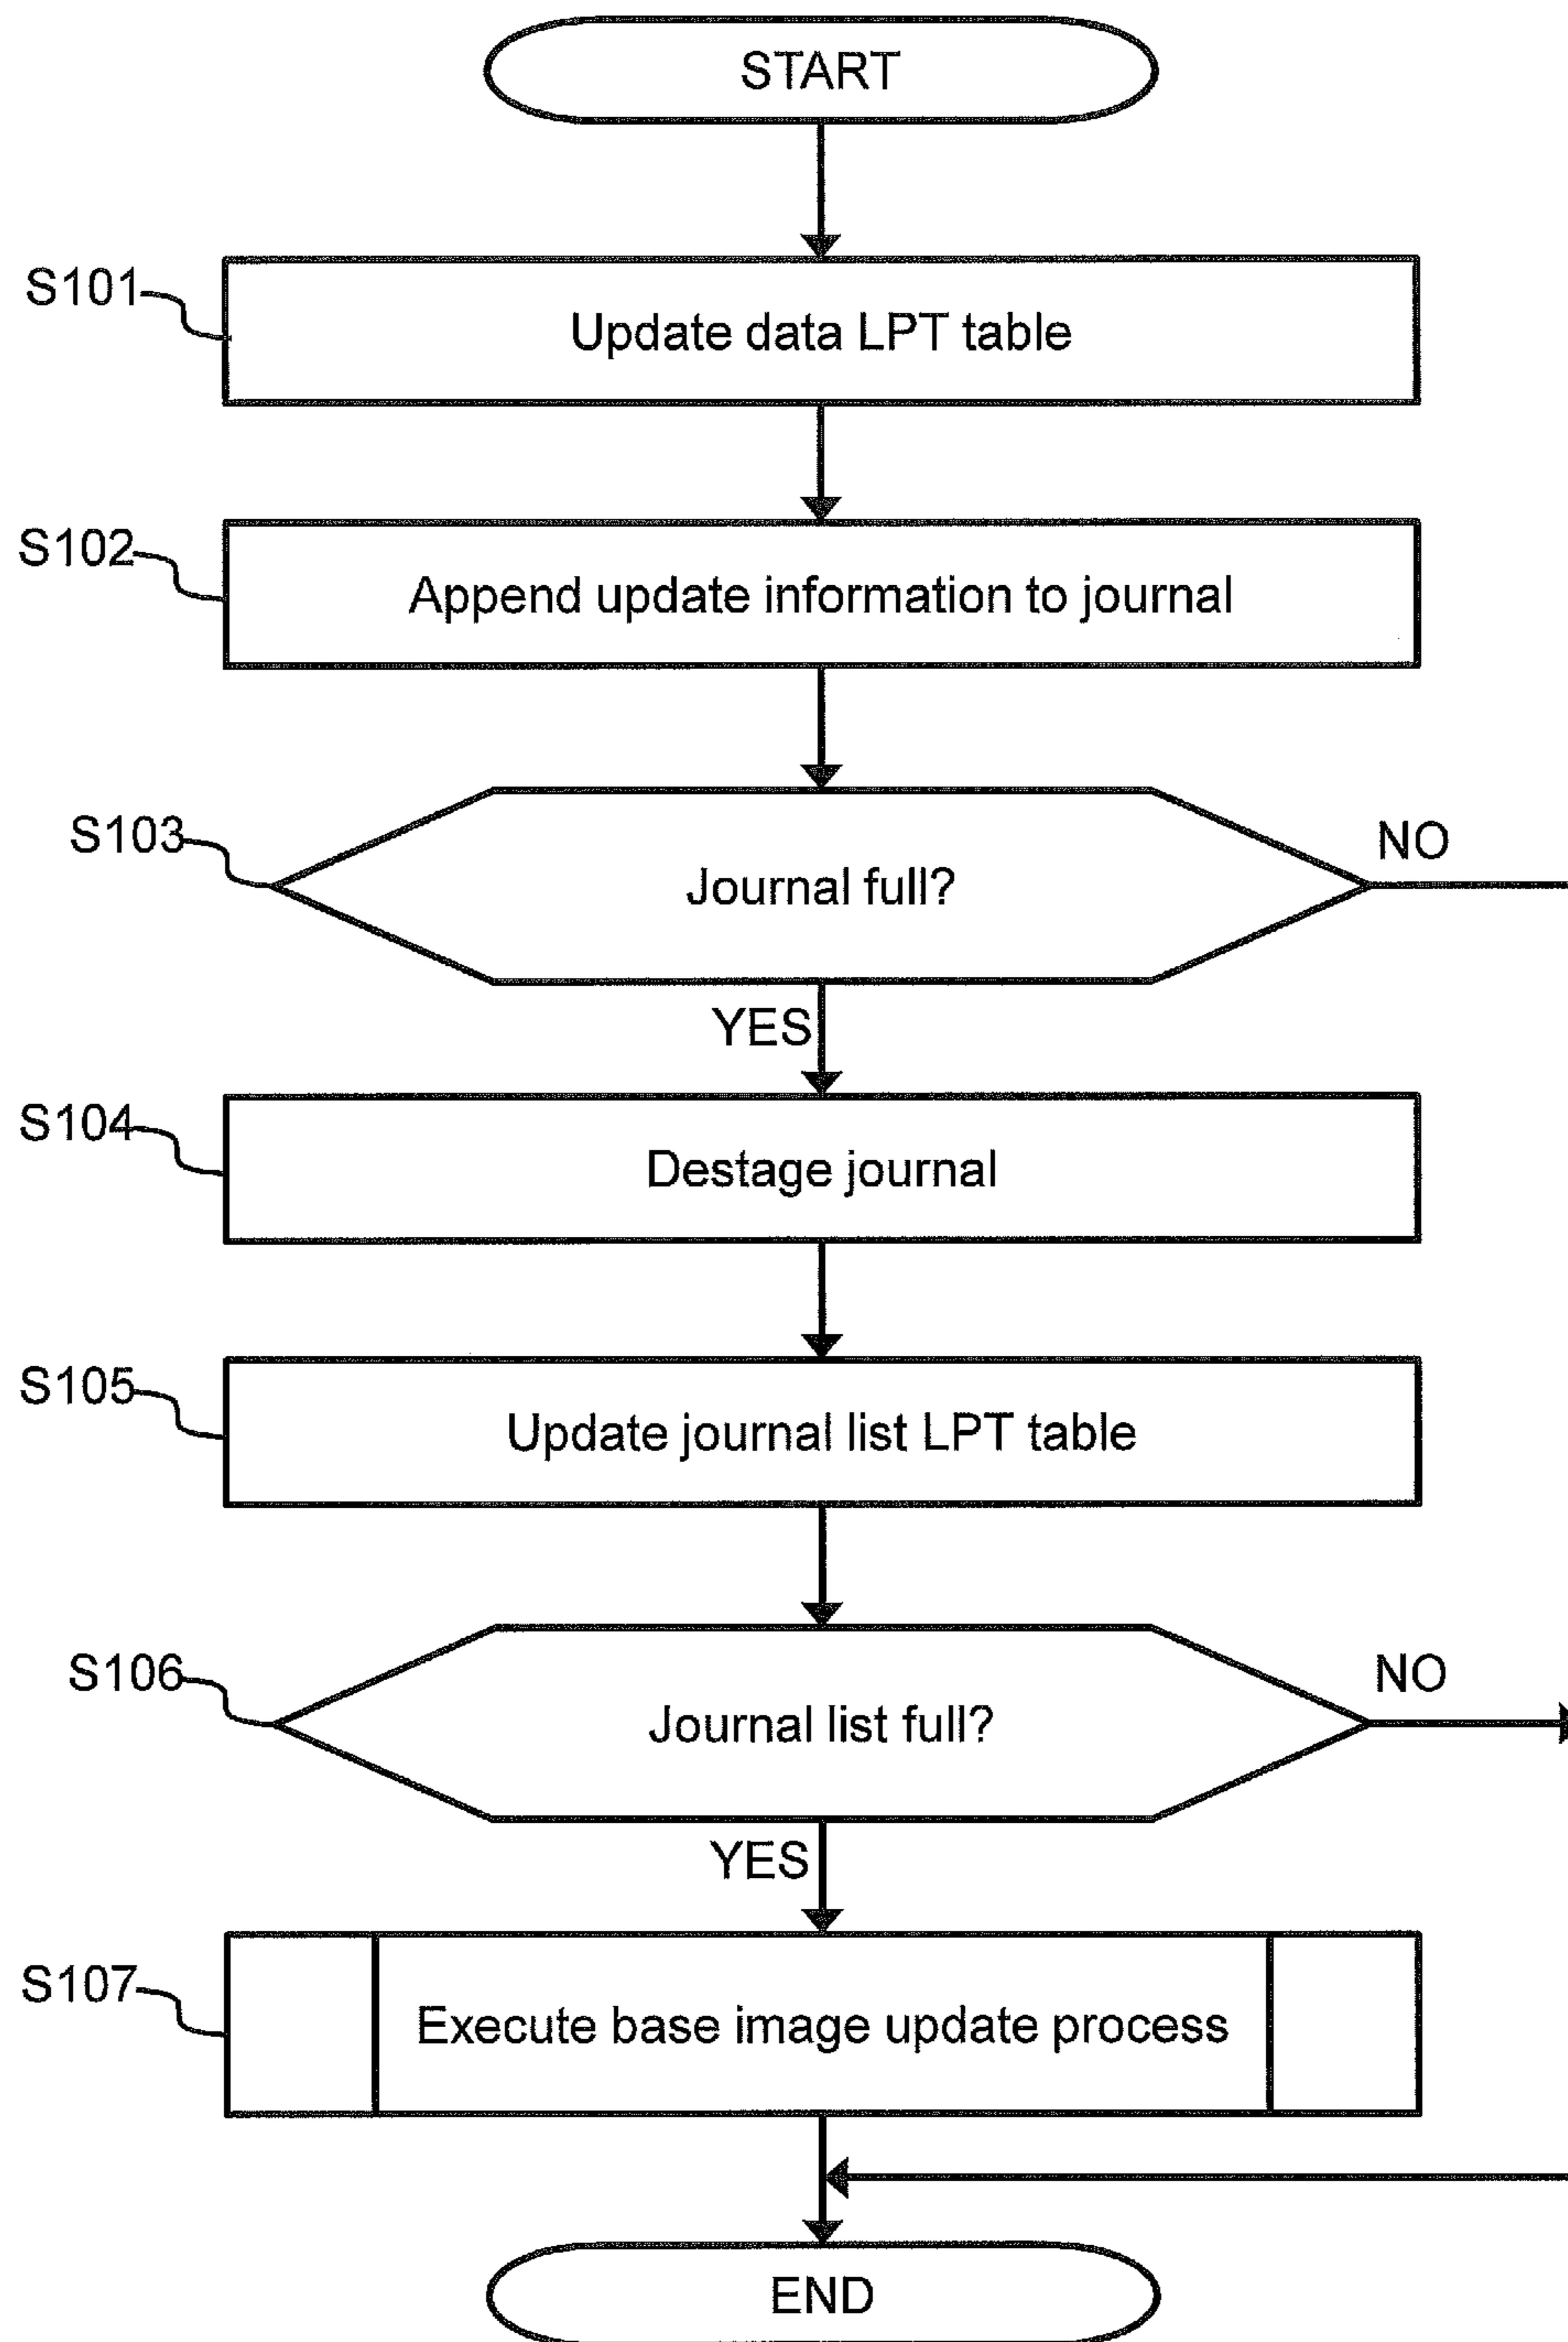 START
S101
Update data LPT table
S102
Append update information to journal
S103
Journal full?
NO
YES
S104
Destage journal
S105
Update journal list LPT table
S106
Journal list full?
NO
YES
S107
Execute base image update process
END